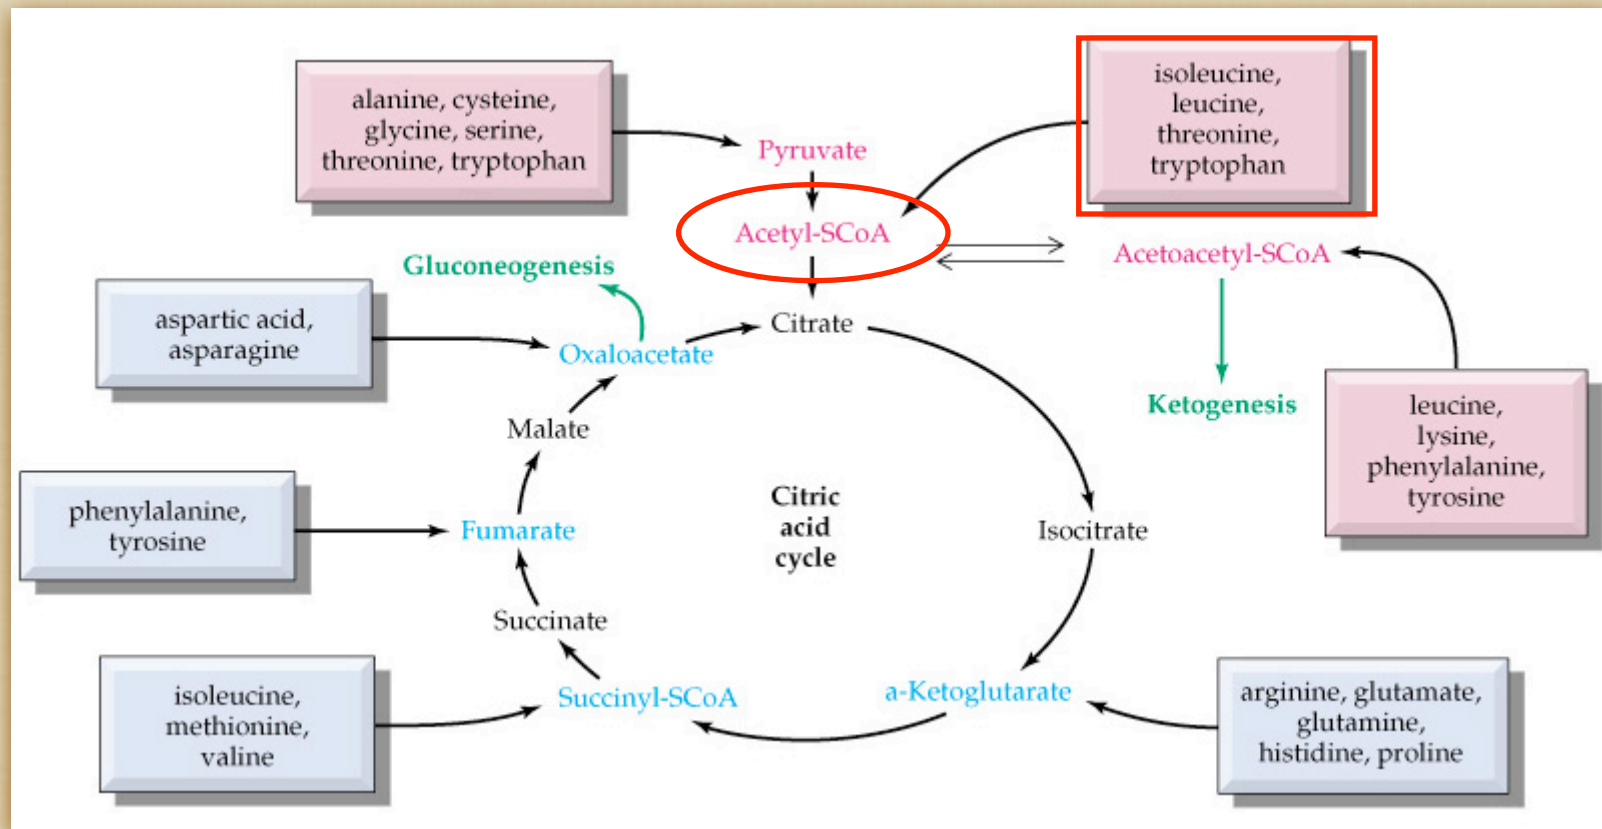 alanine, cysteine,
glycine, serine,
threonine, tryptophan
Pyruvate
isoleucine,
leucine,
threonine,
tryptophan
Acetyl-SCoA
Acetoacetyl-SCoA
Gluconeogenesis
aspartic acid,
asparagine
Oxaloacetate
Citrate
Ketogenesis
leucine,
lysine,
phenylalanine,
tyrosine
Malate
phenylalanine,
tyrosine
Fumarate
Citric
acid
cycle
Isocitrate
Succinate
isoleucine,
methionine,
valine
Succinyl-SCoA
a-Ketoglutarate
arginine, glutamate,
glutamine,
histidine, proline